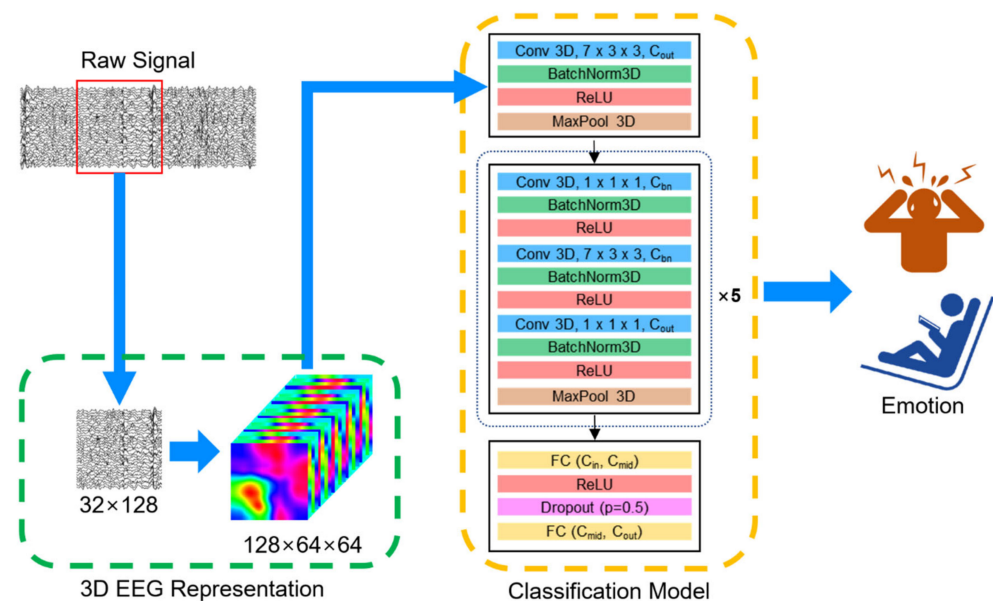 Raw Signal
32×128
128×64×64
3D EEG Representation
Conv 3D, 7 x 3 x 3, Cout
BatchNorm3D
ReLU
MaxPool 3D
Conv 3D, 1 x 1 x 1, Cbn
BatchNorm3D
ReLU
Conv 3D, 7 x 3 x 3, Cbn
BatchNorm3D
ReLU
Conv 3D, 1 x 1 x 1, Cout
BatchNorm3D
ReLU
MaxPool 3D
×5
FC (Cin, Cmid)
ReLU
Dropout (p=0.5)
FC (Cmid, Cout)
Classification Model
Emotion